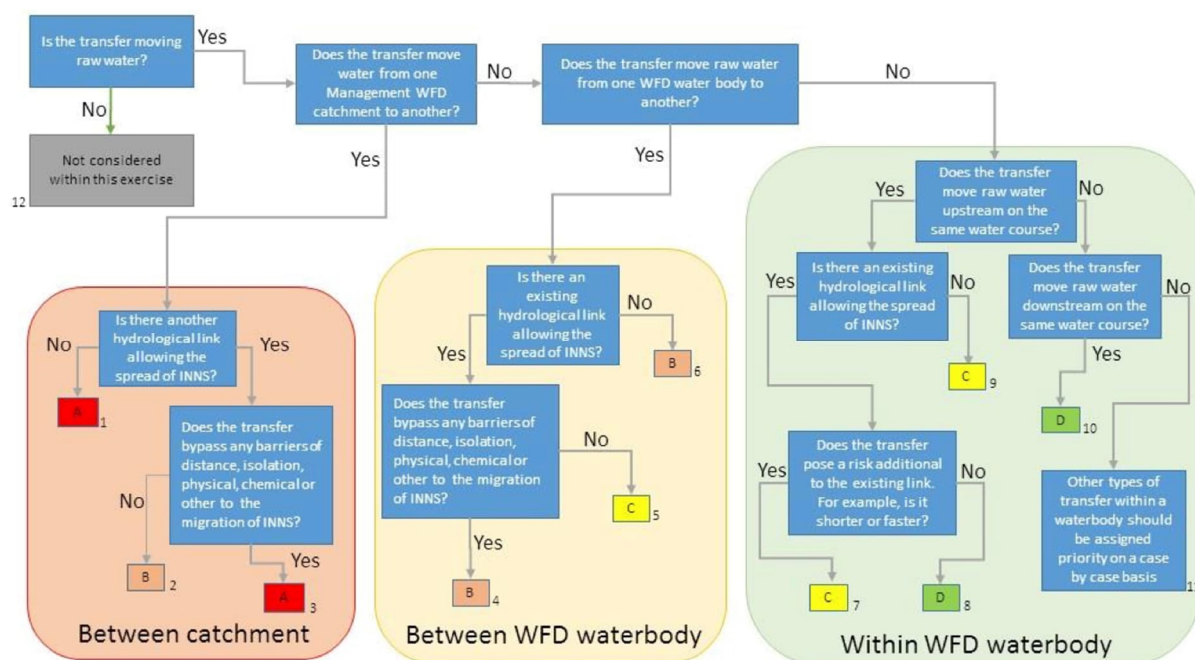 Is the transfer moving
raw water?
Yes
No
Not considered
within this exercise
12
Does the transfer move
water from one
Management WFD
catchment to another?
No
Yes
Does the transfer move raw water
from one WFD water body to
another?
No
Yes
Is there another
hydrological link
allowing the
spread of INNS?
No
Yes
A
1
Does the transfer
bypass any barriers of
distance, isolation,
physical, chemical or
other to the
migration of INNS?
No
Yes
B
2
A
3
Between catchment
Is there an
existing
hydrological link
allowing the
spread of INNS?
No
Yes
B
6
Does the transfer
bypass any barriers of
distance, isolation,
physical, chemical or
other to the migration
of INNS?
No
Yes
C
5
B
4
Between WFD waterbody
Does the transfer
move raw water
upstream on the
same water course?
Yes
No
Is there an existing
hydrological link
allowing the spread
of INNS?
Yes
No
C
9
Does the transfer
move raw water
downstream on the
same water course?
No
Yes
D
10
Does the transfer
pose a risk additional
to the existing link.
For example, is it
shorter or faster?
Yes
No
C
7
D
8
Other types of
transfer within a
waterbody should
be assigned
priority on a case
by case basis
11
Within WFD waterbody